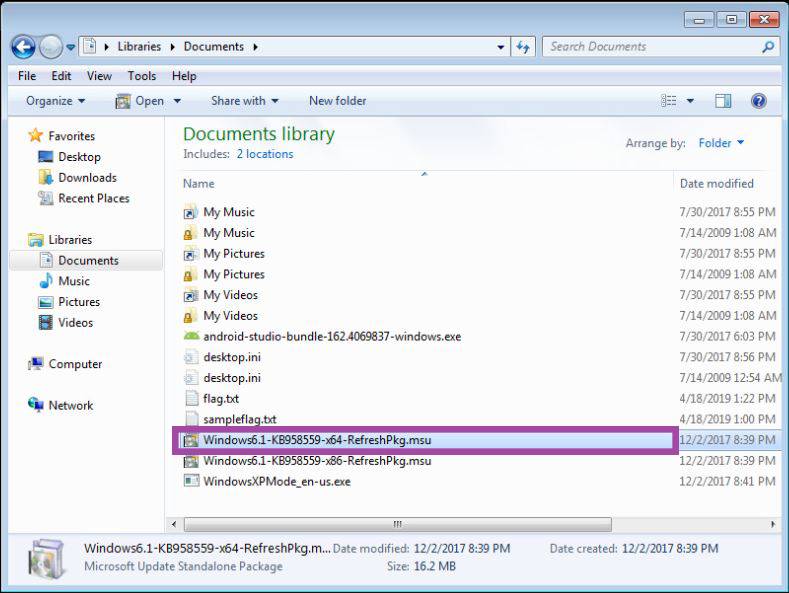 Libraries Documents
Search Documents
File Edit View Tools Help
Organize Open Share with New folder
Favorites
Desktop
Downloads
Recent Places
Libraries
Documents
Music
Pictures
Videos
Computer
Network
Documents library
Includes: 2 locations
Arrange by: Folder
Name Date modified
My Music 7/30/2017 8:55 PM
My Music 7/14/2009 1:08 AM
My Pictures 7/30/2017 8:55 PM
My Pictures 7/14/2009 1:08 AM
My Videos 7/30/2017 8:55 PM
My Videos 7/14/2009 1:08 AM
android-studio-bundle-162.4069837-windows.exe 7/30/2017 6:03 PM
desktop.ini 7/30/2017 8:56 PM
desktop.ini 7/14/2009 12:54 AM
flag.txt 4/18/2019 1:22 PM
sampleflag.txt 4/18/2019 1:00 PM
Windows6.1-KB958559-x64-RefreshPkg.msu 12/2/2017 8:39 PM
Windows6.1-KB958559-x86-RefreshPkg.msu 12/2/2017 8:39 PM
WindowsXPMode_en-us.exe 12/2/2017 8:41 PM
Windows6.1-KB958559-x64-RefreshPkg.m... Date modified: 12/2/2017 8:39 PM Date created: 12/2/2017 8:39 PM
Microsoft Update Standalone Package Size: 16.2 MB